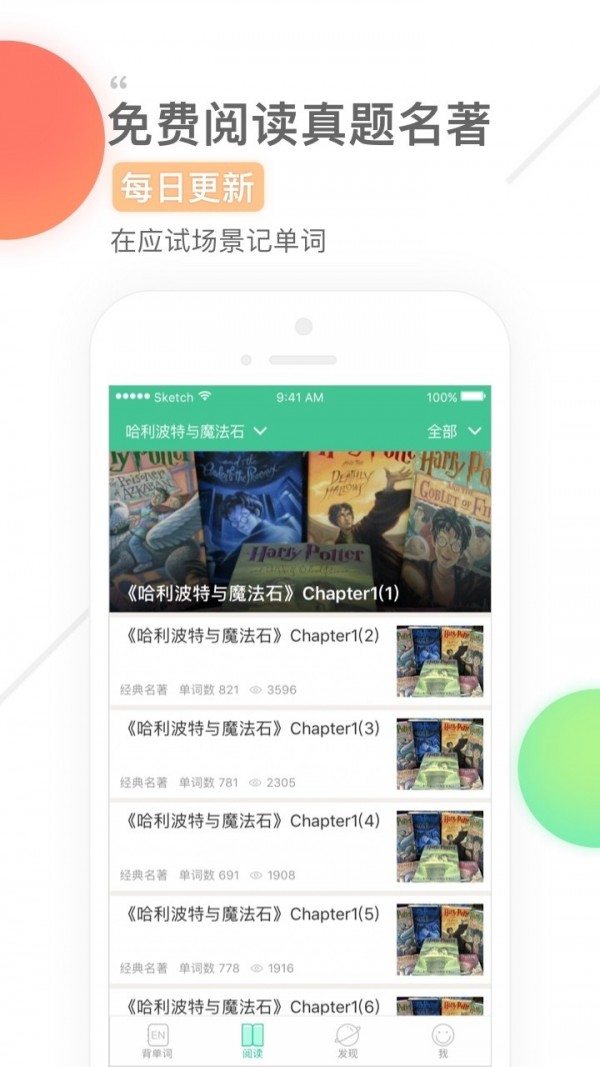 “
免费阅读真题名著
每日更新
在应试场景记单词
Sketch 9:41 AM 100%
哈利波特与魔法石 全部
Prisoner of AZKABAN
and the Order of the Phoenix
Harry Potter
AND THE DEATHLY HALLOWS
Harry Potter
AND THE GOBLET OF FIRE
Harry Potter
《哈利波特与魔法石》Chapter1(1)
《哈利波特与魔法石》Chapter1(2)
经典名著 单词数 821 3596
《哈利波特与魔法石》Chapter1(3)
经典名著 单词数 781 2305
《哈利波特与魔法石》Chapter1(4)
经典名著 单词数 691 1908
《哈利波特与魔法石》Chapter1(5)
经典名著 单词数 778 1916
《哈利波特与魔法石》Chapter1(6)
EN
背单词 阅读 发现 我